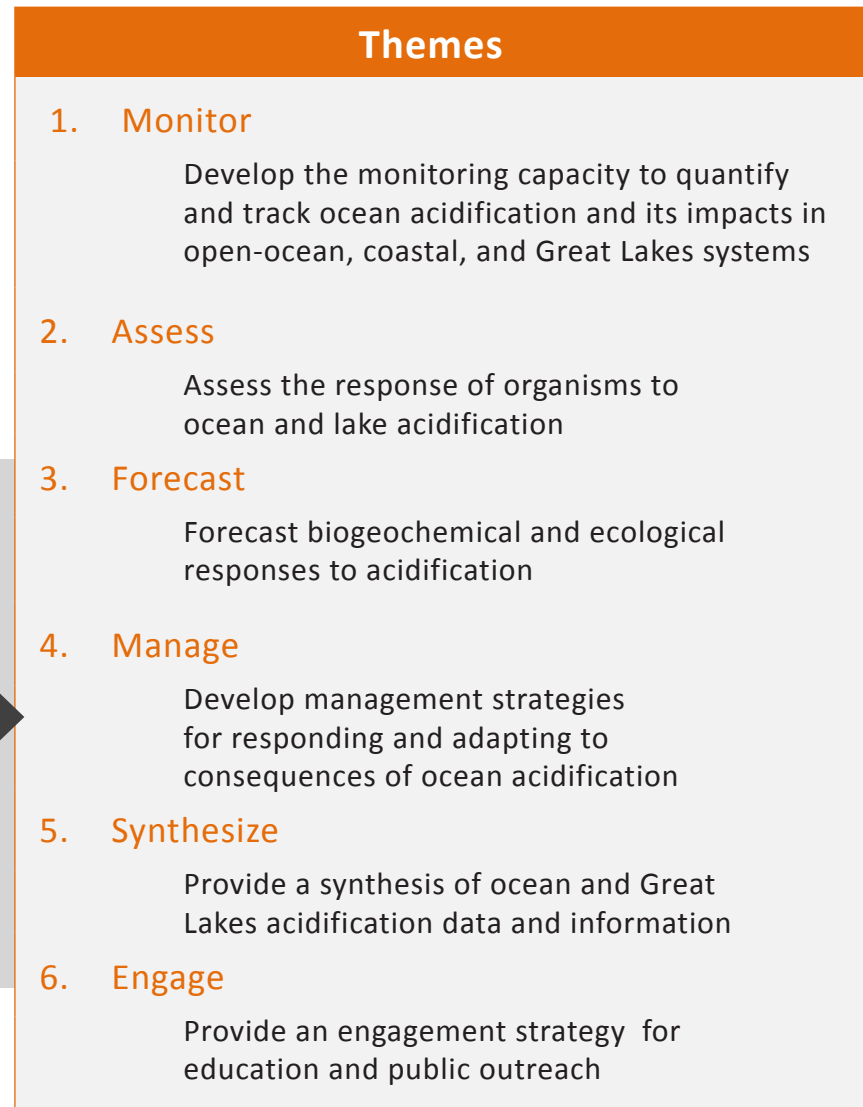 Themes
1. Monitor
Develop the monitoring capacity to quantify
and track ocean acidification and its impacts in
open-ocean, coastal, and Great Lakes systems
2. Assess
Assess the response of organisms to
ocean and lake acidification
3. Forecast
Forecast biogeochemical and ecological
responses to acidification
4. Manage
Develop management strategies
for responding and adapting to
consequences of ocean acidification
5. Synthesize
Provide a synthesis of ocean and Great
Lakes acidification data and information
6. Engage
Provide an engagement strategy for
education and public outreach